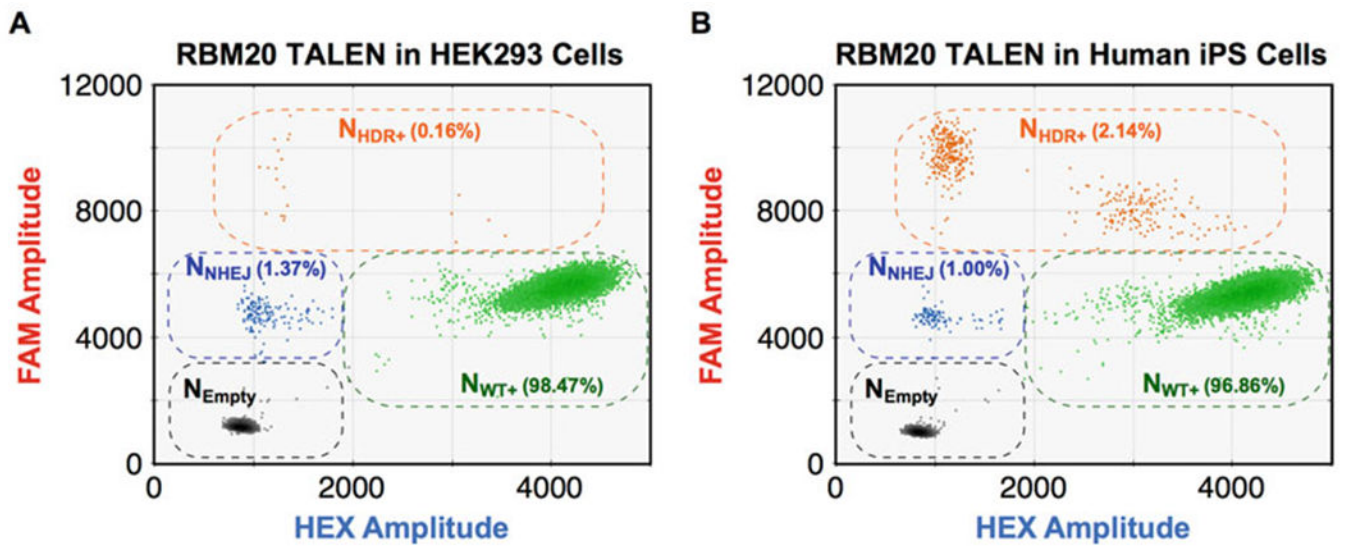 A
RBM20 TALEN in HEK293 Cells
12000
8000
4000
0
0
2000
4000
FAM Amplitude
HEX Amplitude
NHDR+ (0.16%)
NNHEJ (1.37%)
NWT+ (98.47%)
NEmpty
B
RBM20 TALEN in Human iPS Cells
12000
8000
4000
0
0
2000
4000
FAM Amplitude
HEX Amplitude
NHDR+ (2.14%)
NNHEJ (1.00%)
NWT+ (96.86%)
NEmpty